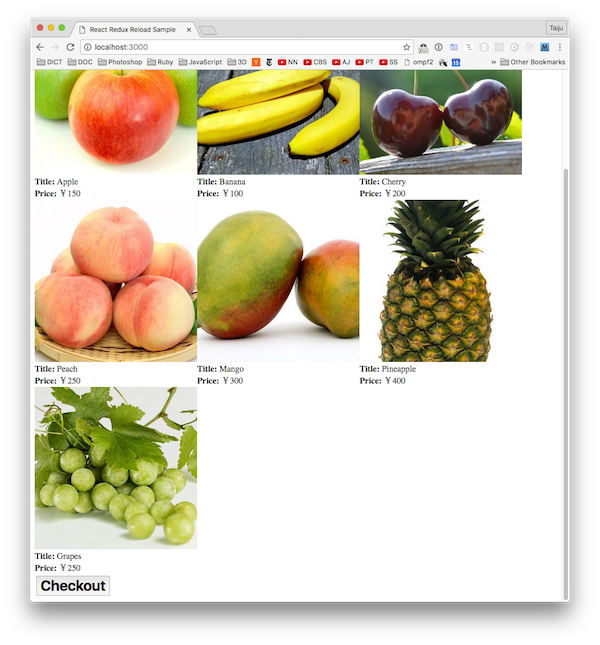 React Redux Reload Sample
Taiju
localhost:3000
DICT DOC Photoshop Ruby JavaScript 3D NN CBS AJ PT SS ompf2 » Other Bookmarks
Title: Apple Title: Banana Title: Cherry
Price: ¥150 Price: ¥100 Price: ¥200
Title: Peach Title: Mango Title: Pineapple
Price: ¥250 Price: ¥300 Price: ¥400
Title: Grapes
Price: ¥250
Checkout